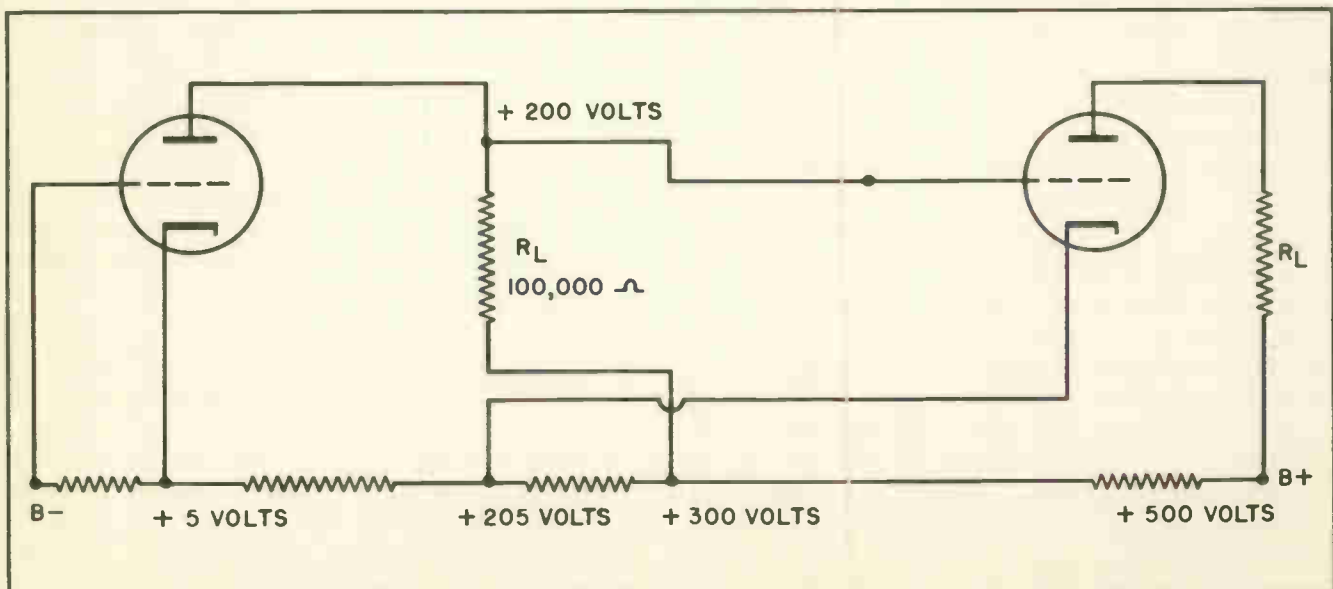 + 200 VOLTS
R_L
100,000 Ω
R_L
B−
+ 5 VOLTS
+ 205 VOLTS
+ 300 VOLTS
B+
+ 500 VOLTS